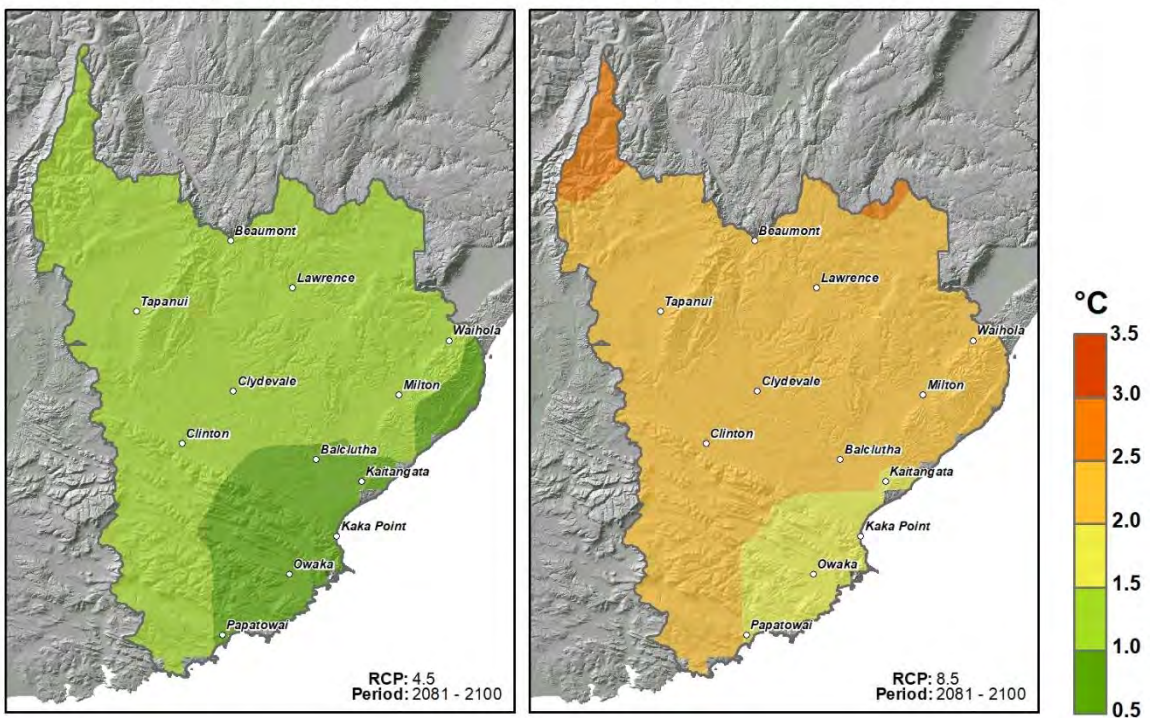 Beaumont
Lawrence
Tapanui
Waihola
Clydevale
Milton
Clinton
Balclutha
Kaitangata
Kaka Point
Owaka
Papatowai
RCP: 4.5
Period: 2081 - 2100
Beaumont
Lawrence
Tapanui
Waihola
Clydevale
Milton
Clinton
Balclutha
Kaitangata
Kaka Point
Owaka
Papatowai
RCP: 8.5
Period: 2081 - 2100
°C
3.5
3.0
2.5
2.0
1.5
1.0
0.5